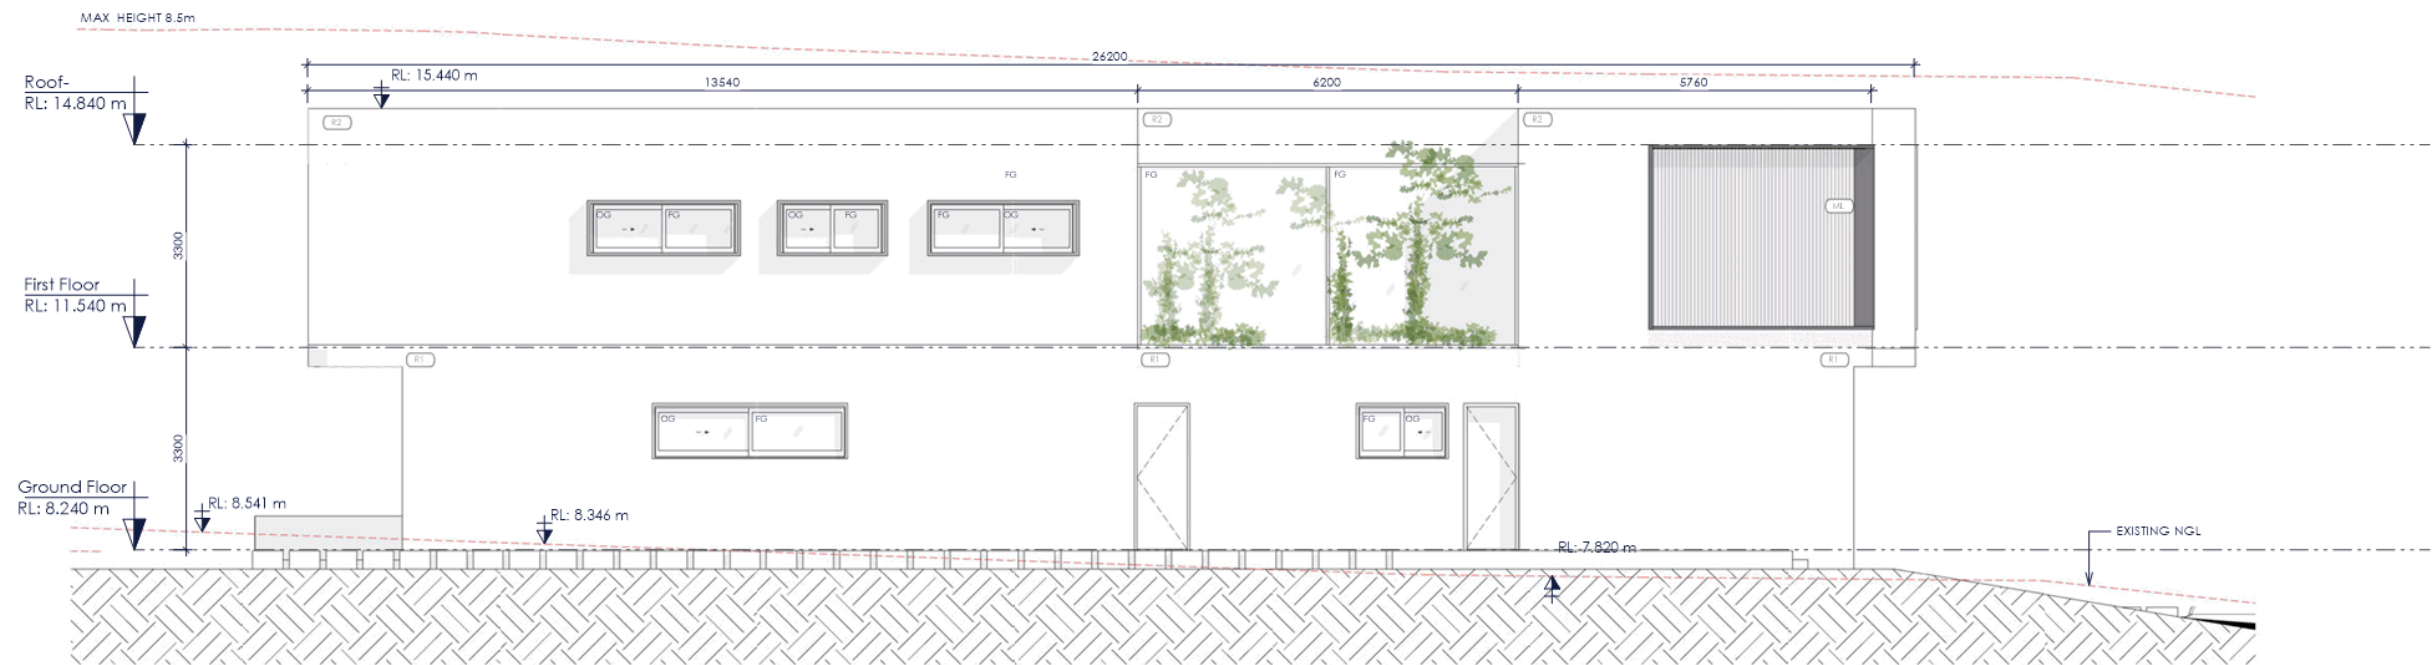 MAX HEIGHT 8.5m
26200
Roof-
RL: 14.840 m
RL: 15.440 m
13540
6200
5760
R2
R2
R2
FG
FG
FG
OG
FG
OG
FG
FG
OG
ML
3300
First Floor
RL: 11.540 m
R1
R1
R1
OG
FG
FG
OG
3300
Ground Floor
RL: 8.240 m
RL: 8.541 m
RL: 8.346 m
RL: 7.820 m
EXISTING NGL